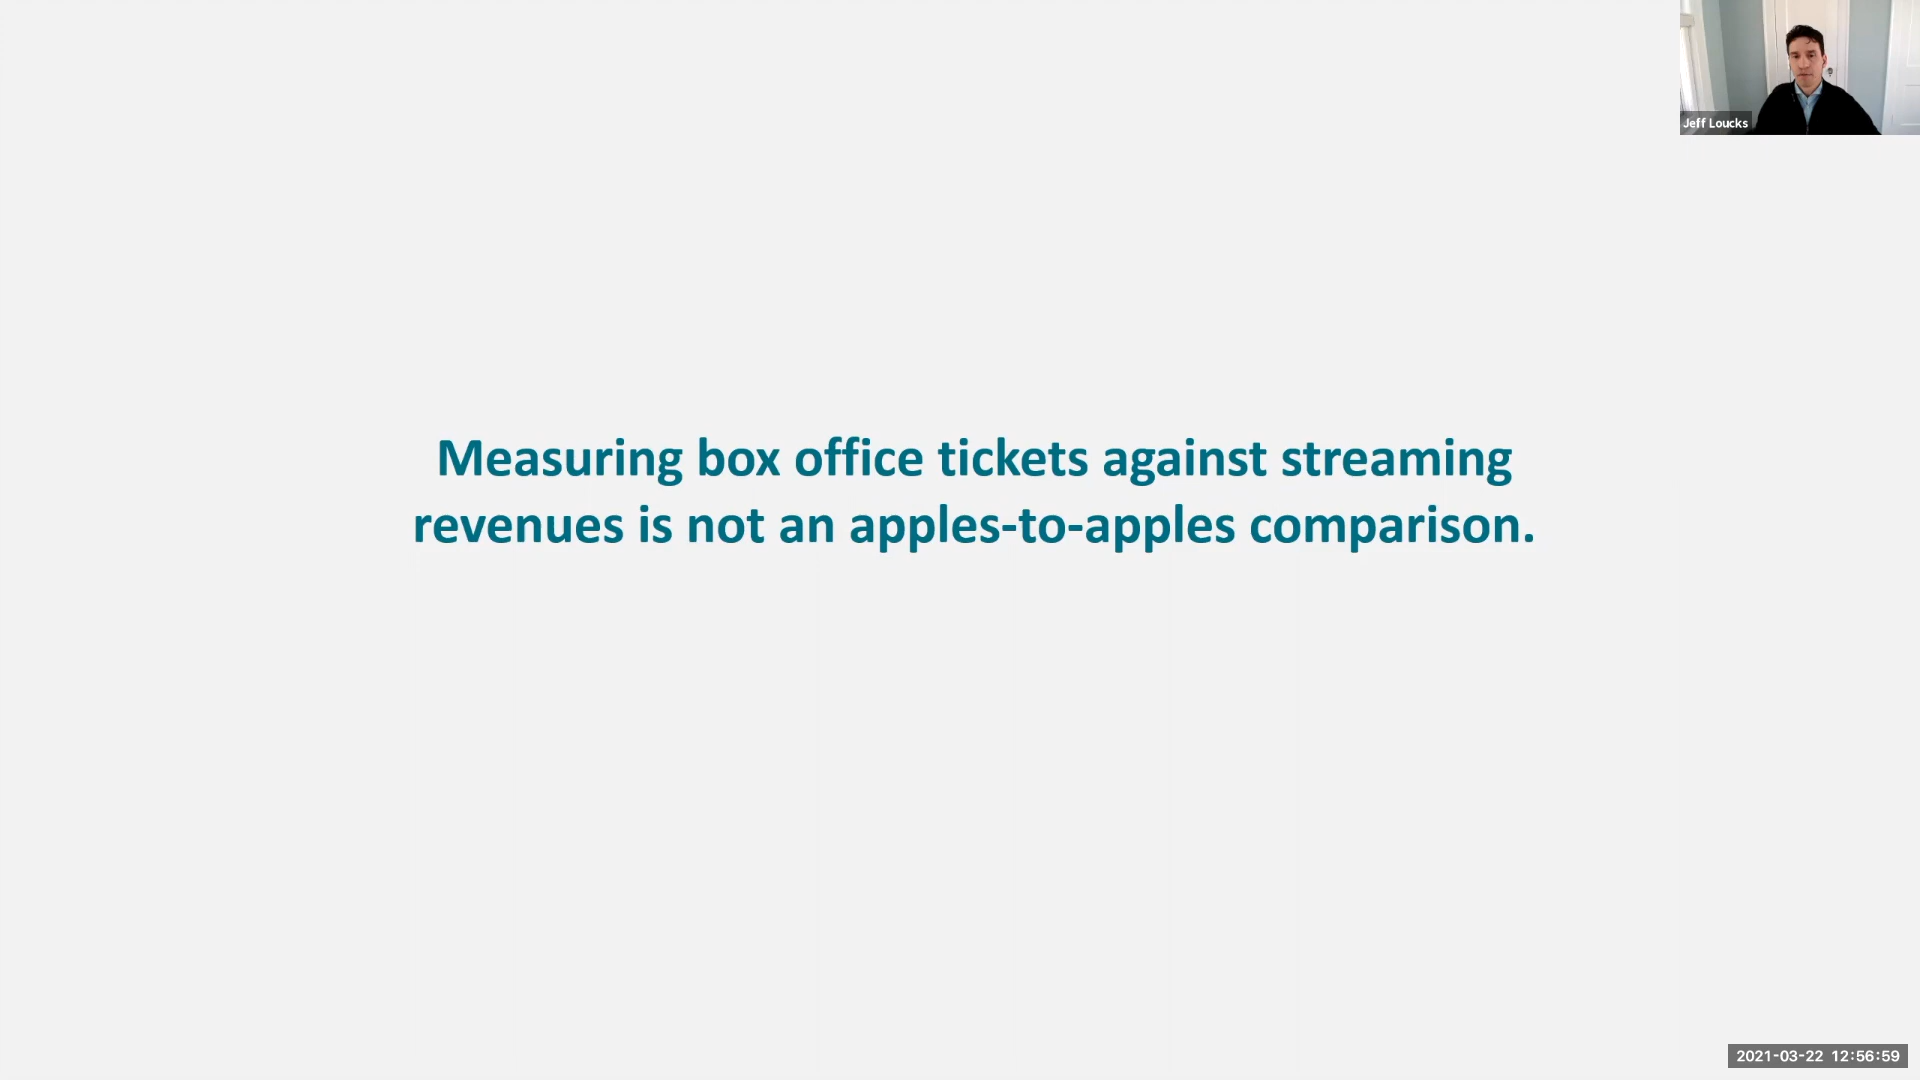 Jeff Loucks
Measuring box office tickets against streaming
revenues is not an apples-to-apples comparison.
2021-03-22 12:56:59